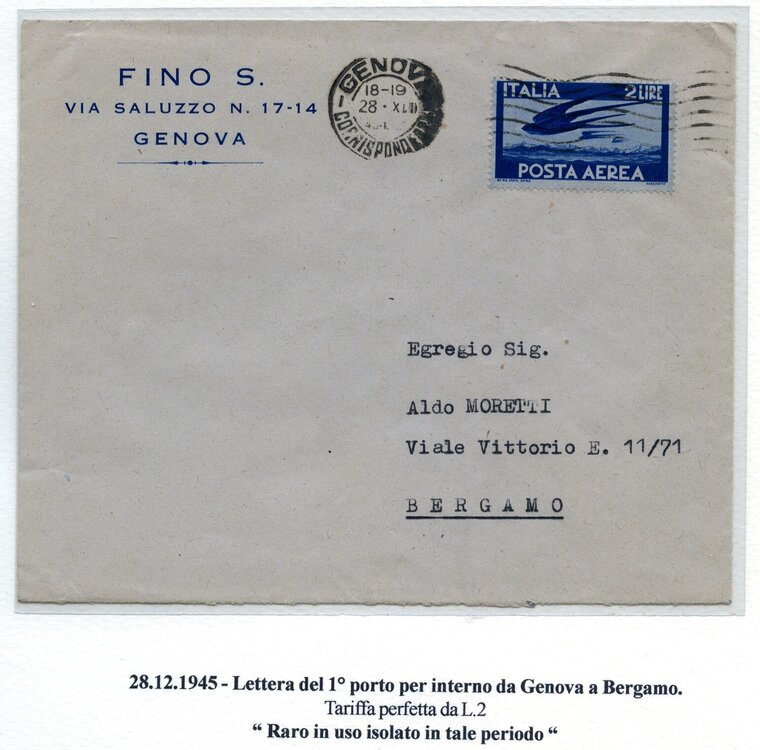 FINO S.
VIA SALUZZO N. 17-14
GENOVA
GENOVA
18-19
28 · XII
CORRISPOND
ITALIA 2 LIRE
POSTA AEREA
Egregio Sig.
Aldo MORETTI
Viale Vittorio E. 11/71
BERGAMO
28.12.1945 - Lettera del 1° porto per interno da Genova a Bergamo.
Tariffa perfetta da L.2
“ Raro in uso isolato in tale periodo “